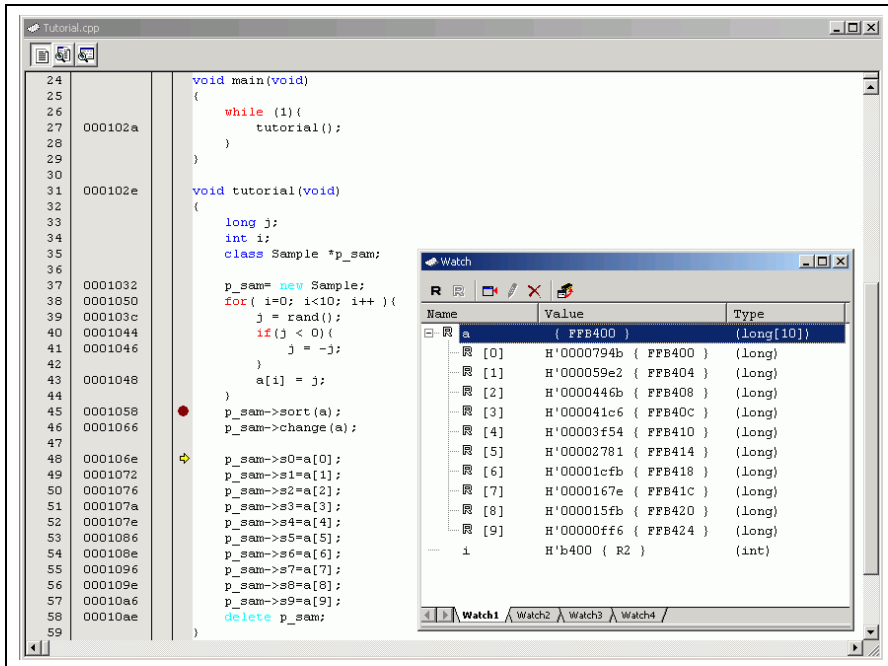 Tutorial.cpp
24 void main(void)
25 {
26 while (1){
27 000102a tutorial();
28 }
29 }
30
31 000102e void tutorial(void)
32 {
33 long j;
34 int i;
35 class Sample *p_sam;
36
37 0001032 p_sam= new Sample;
38 0001050 for( i=0; i<10; i++ ){
39 000103c j = rand();
40 0001044 if(j < 0){
41 0001046 j = -j;
42 }
43 0001048 a[i] = j;
44 }
45 0001058 p_sam->sort(a);
46 0001066 p_sam->change(a);
47
48 000106e p_sam->s0=a[0];
49 0001072 p_sam->s1=a[1];
50 0001076 p_sam->s2=a[2];
51 000107a p_sam->s3=a[3];
52 000107e p_sam->s4=a[4];
53 0001086 p_sam->s5=a[5];
54 000108e p_sam->s6=a[6];
55 0001096 p_sam->s7=a[7];
56 000109e p_sam->s8=a[8];
57 00010a6 p_sam->s9=a[9];
58 00010ae delete p_sam;
59 }
Watch
R R
Name Value Type
R a { FFB400 } (long[10])
R [0] H'0000794b { FFB400 } (long)
R [1] H'000059e2 { FFB404 } (long)
R [2] H'0000446b { FFB408 } (long)
R [3] H'000041c6 { FFB40C } (long)
R [4] H'00003f54 { FFB410 } (long)
R [5] H'00002781 { FFB414 } (long)
R [6] H'00001cfb { FFB418 } (long)
R [7] H'0000167e { FFB41C } (long)
R [8] H'000015fb { FFB420 } (long)
R [9] H'00000ff6 { FFB424 } (long)
i H'b400 { R2 } (int)
Watch1 Watch2 Watch3 Watch4